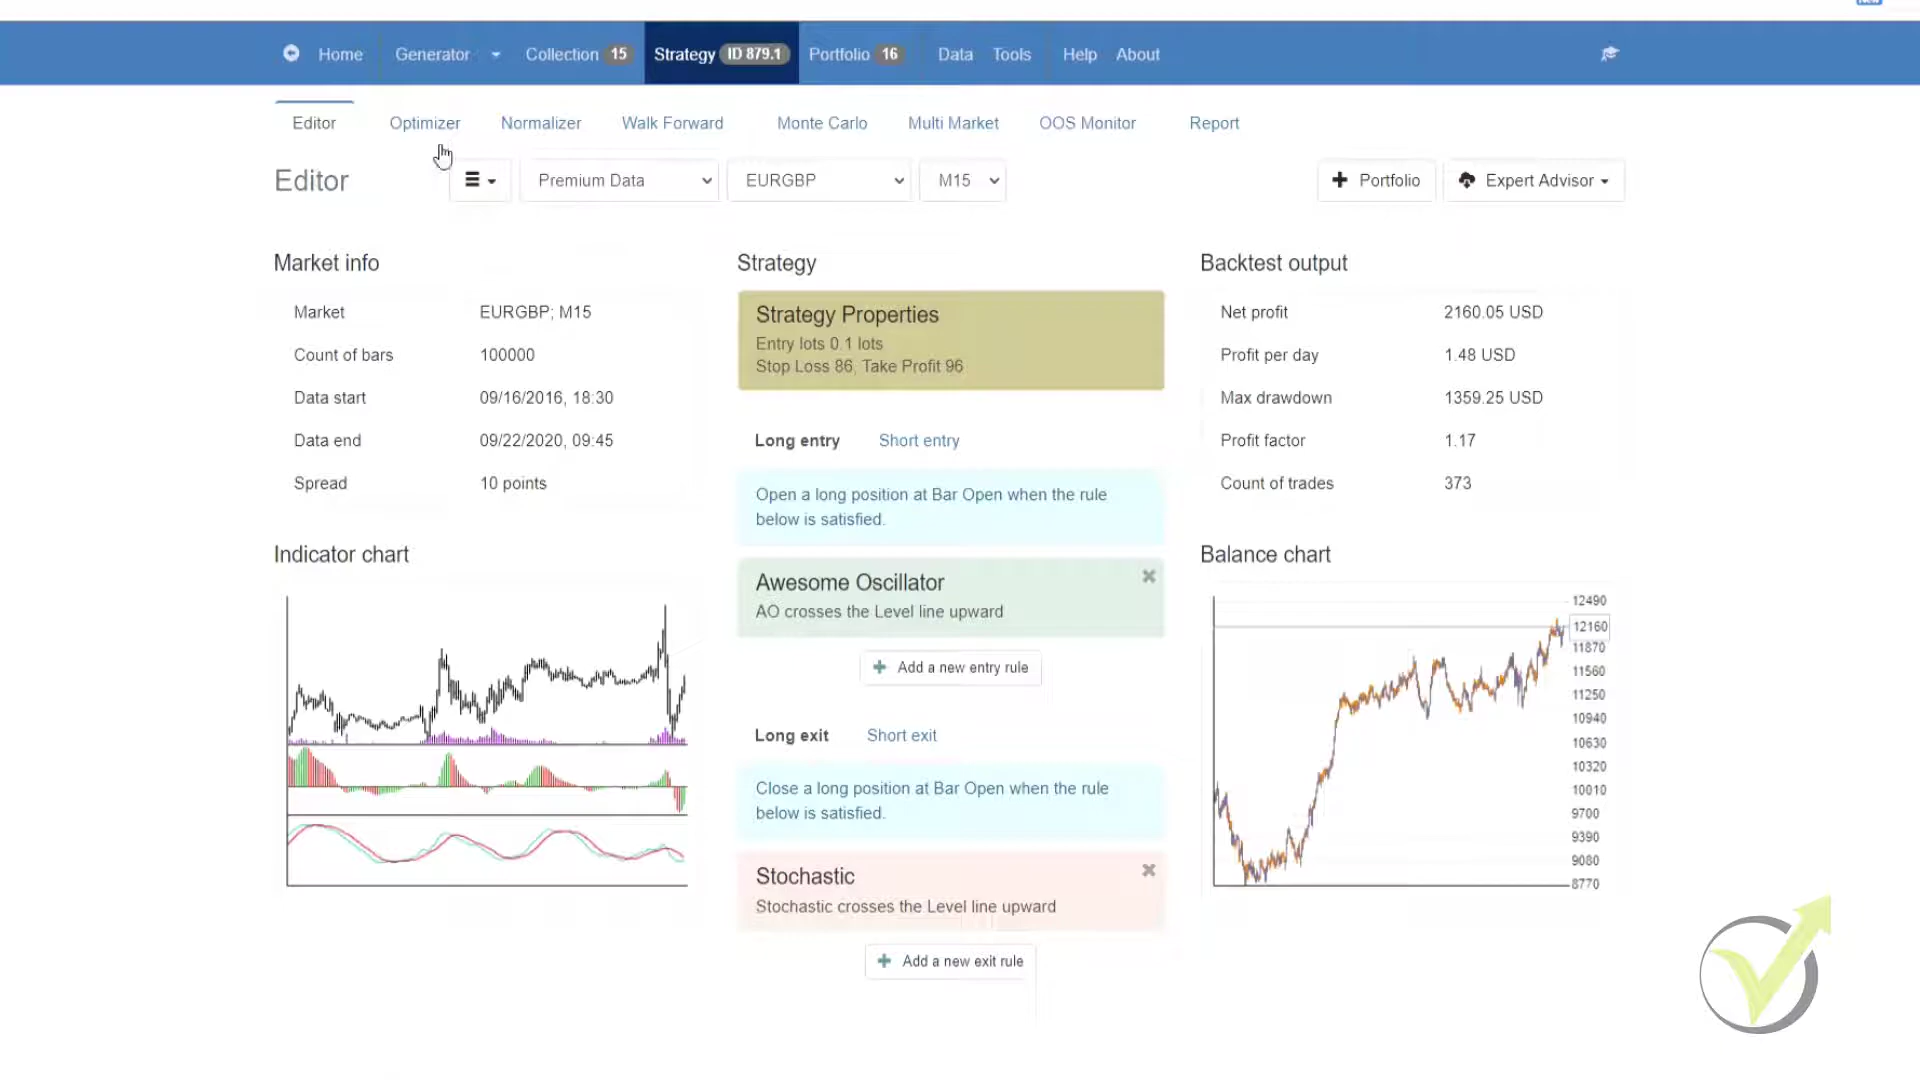 Home
Generator
Collection 15
Strategy ID 879.1
Portfolio 16
Data
Tools
Help
About
Editor
Optimizer
Normalizer
Walk Forward
Monte Carlo
Multi Market
OOS Monitor
Report
Editor
Premium Data
EURGBP
M15
Portfolio
Expert Advisor
Market info
Market EURGBP; M15
Count of bars 100000
Data start 09/16/2016, 18:30
Data end 09/22/2020, 09:45
Spread 10 points
Indicator chart
Strategy
Strategy Properties
Entry lots 0.1 lots
Stop Loss 86, Take Profit 96
Long entry Short entry
Open a long position at Bar Open when the rule
below is satisfied.
Awesome Oscillator
AO crosses the Level line upward
Add a new entry rule
Long exit Short exit
Close a long position at Bar Open when the rule
below is satisfied.
Stochastic
Stochastic crosses the Level line upward
Add a new exit rule
Backtest output
Net profit 2160.05 USD
Profit per day 1.48 USD
Max drawdown 1359.25 USD
Profit factor 1.17
Count of trades 373
Balance chart
12490
12160
11870
11560
11250
10940
10630
10320
10010
9700
9390
9080
8770